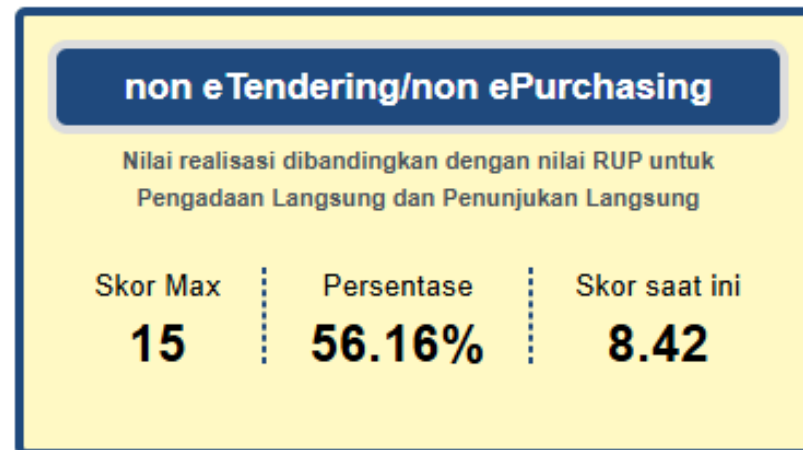 non eTendering/non ePurchasing
Nilai realisasi dibandingkan dengan nilai RUP untuk
Pengadaan Langsung dan Penunjukan Langsung
Skor Max Persentase Skor saat ini
15 56.16% 8.42